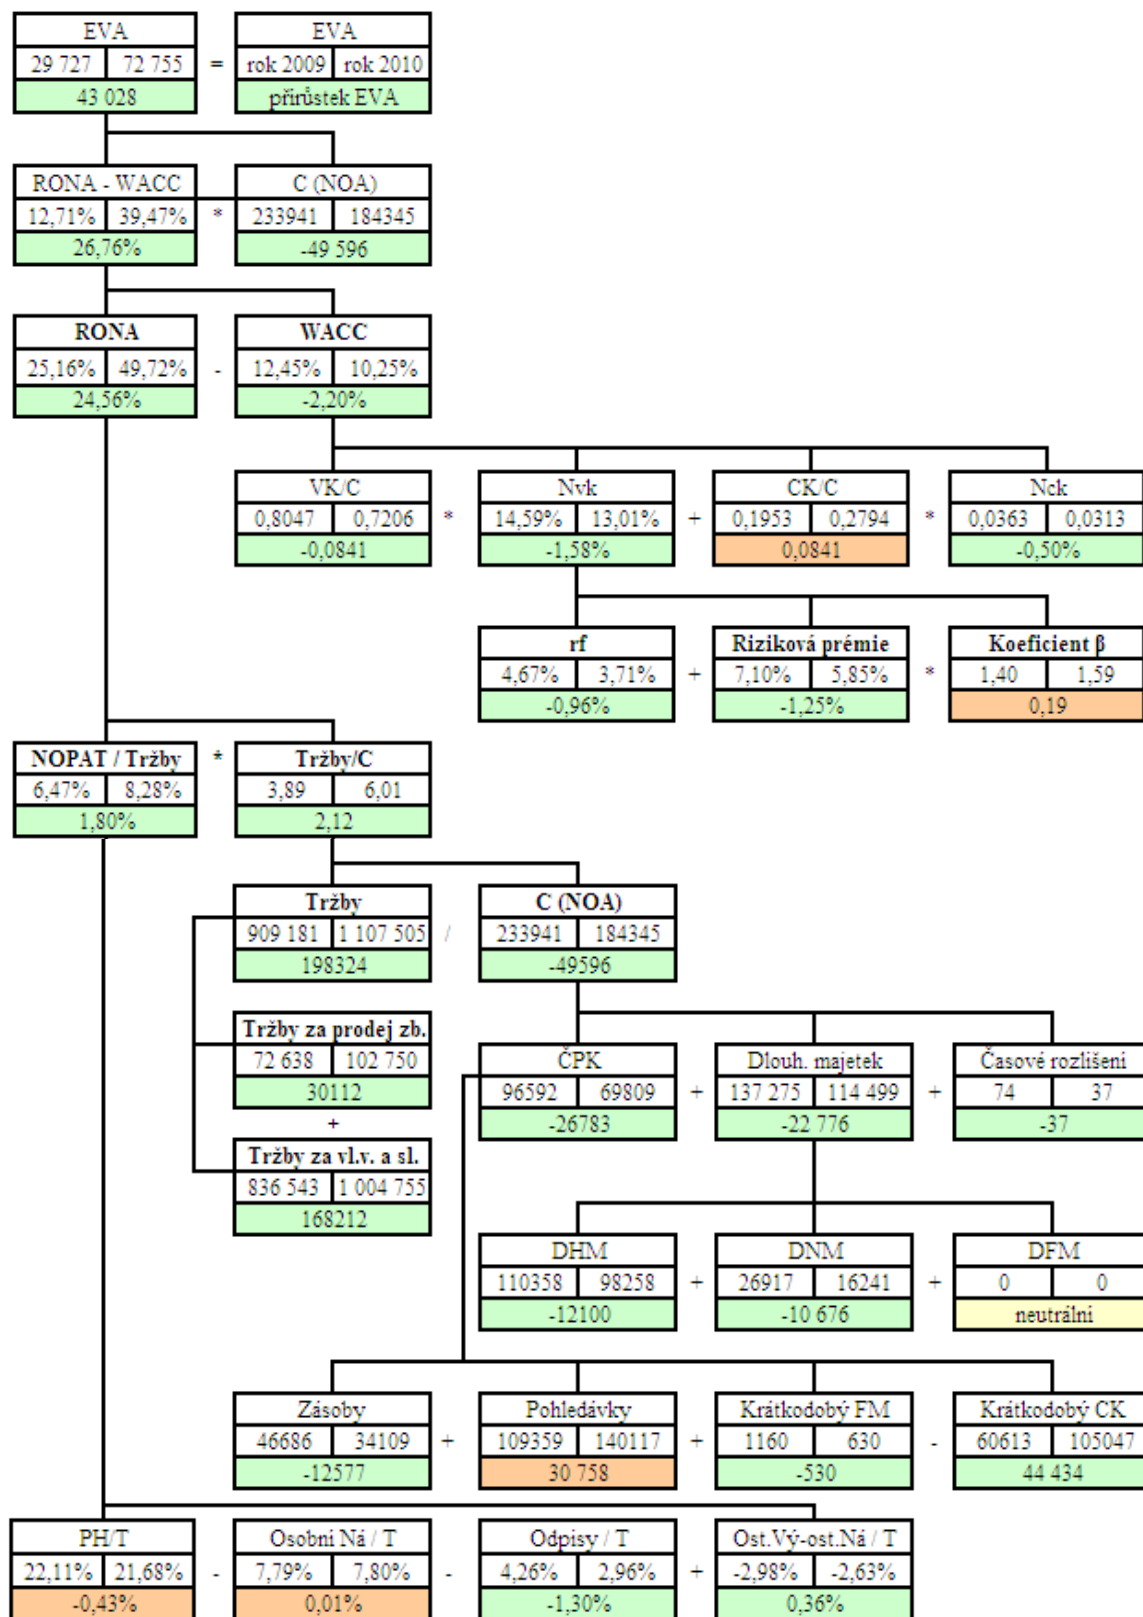 EVA EVA
29 727 72 755 = rok 2009 rok 2010
43 028 přirůstek EVA
RONA - WACC C (NOA)
12,71% 39,47% * 233941 184345
26,76% -49 596
RONA WACC
25,16% 49,72% - 12,45% 10,25%
24,56% -2,20%
VK/C Nvk CK/C Nck
0,8047 0,7206 * 14,59% 13,01% + 0,1953 0,2794 * 0,0363 0,0313
-0,0841 -1,58% 0,0841 -0,50%
rf Riziková prémie Koeficient β
4,67% 3,71% + 7,10% 5,85% * 1,40 1,59
-0,96% -1,25% 0,19
NOPAT / Tržby * Tržby/C
6,47% 8,28% 3,89 6,01
1,80% 2,12
Tržby C (NOA)
909 181 1 107 505 / 233941 184345
198324 -49596
Tržby za prodej zb. ČPK Dlouh. majetek Časové rozlišeni
72 638 102 750 96592 69809 + 137 275 114 499 + 74 37
30112 -26783 -22 776 -37
+
Tržby za vl.v. a sl.
836 543 1 004 755
168212
DHM DNM DFM
110358 98258 + 26917 16241 + 0 0
-12100 -10 676 neutrálni
Zásoby Pohledávky Krátkodobý FM Krátkodobý CK
46686 34109 + 109359 140117 + 1160 630 - 60613 105047
-12577 30 758 -530 44 434
PH/T Osobni Ná / T Odpisy / T Ost.Vý-ost.Ná / T
22,11% 21,68% - 7,79% 7,80% - 4,26% 2,96% + -2,98% -2,63%
-0,43% 0,01% -1,30% 0,36%